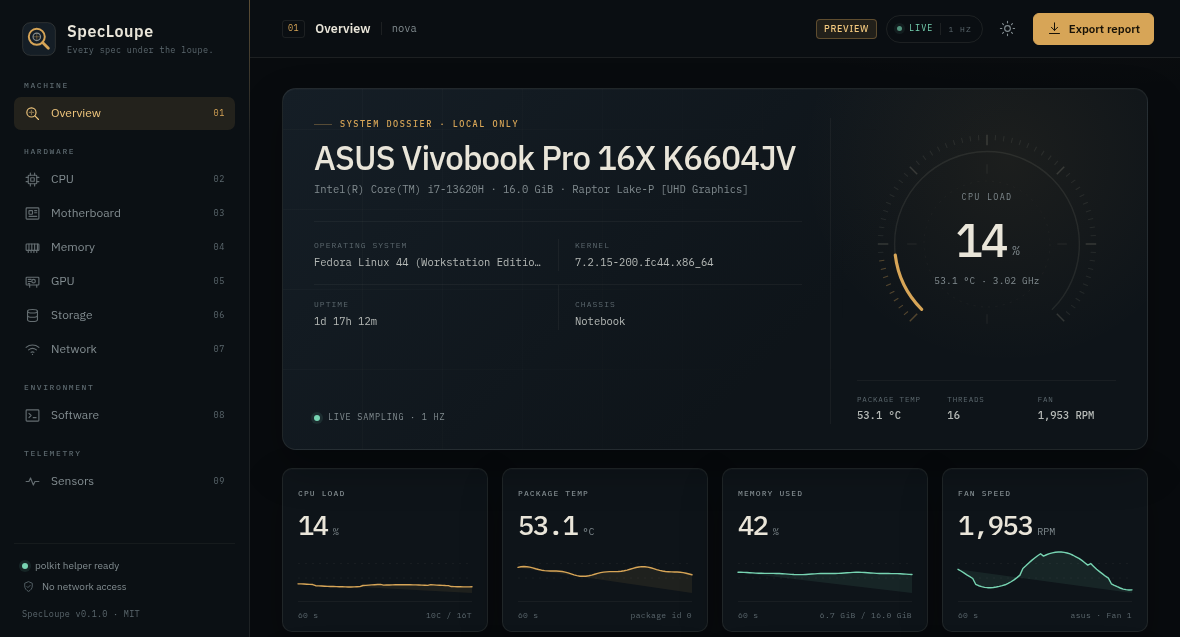 SpecLoupe
Every spec under the loupe.
MACHINE
Overview 01
HARDWARE
CPU 02
Motherboard 03
Memory 04
GPU 05
Storage 06
Network 07
ENVIRONMENT
Software 08
TELEMETRY
Sensors 09
polkit helper ready
No network access
SpecLoupe v0.1.0 · MIT
01 Overview nova
PREVIEW
LIVE 1 HZ
Export report
SYSTEM DOSSIER · LOCAL ONLY
ASUS Vivobook Pro 16X K6604JV
Intel(R) Core(TM) i7-13620H · 16.0 GiB · Raptor Lake-P [UHD Graphics]
OPERATING SYSTEM
Fedora Linux 44 (Workstation Editio…
KERNEL
7.2.15-200.fc44.x86_64
UPTIME
1d 17h 12m
CHASSIS
Notebook
LIVE SAMPLING · 1 HZ
CPU LOAD
14 %
53.1 °C · 3.02 GHz
PACKAGE TEMP
53.1 °C
THREADS
16
FAN
1,953 RPM
CPU LOAD
14 %
60 s 10C / 16T
PACKAGE TEMP
53.1 °C
60 s package id 0
MEMORY USED
42 %
60 s 6.7 GiB / 16.0 GiB
FAN SPEED
1,953 RPM
60 s asus · Fan 1